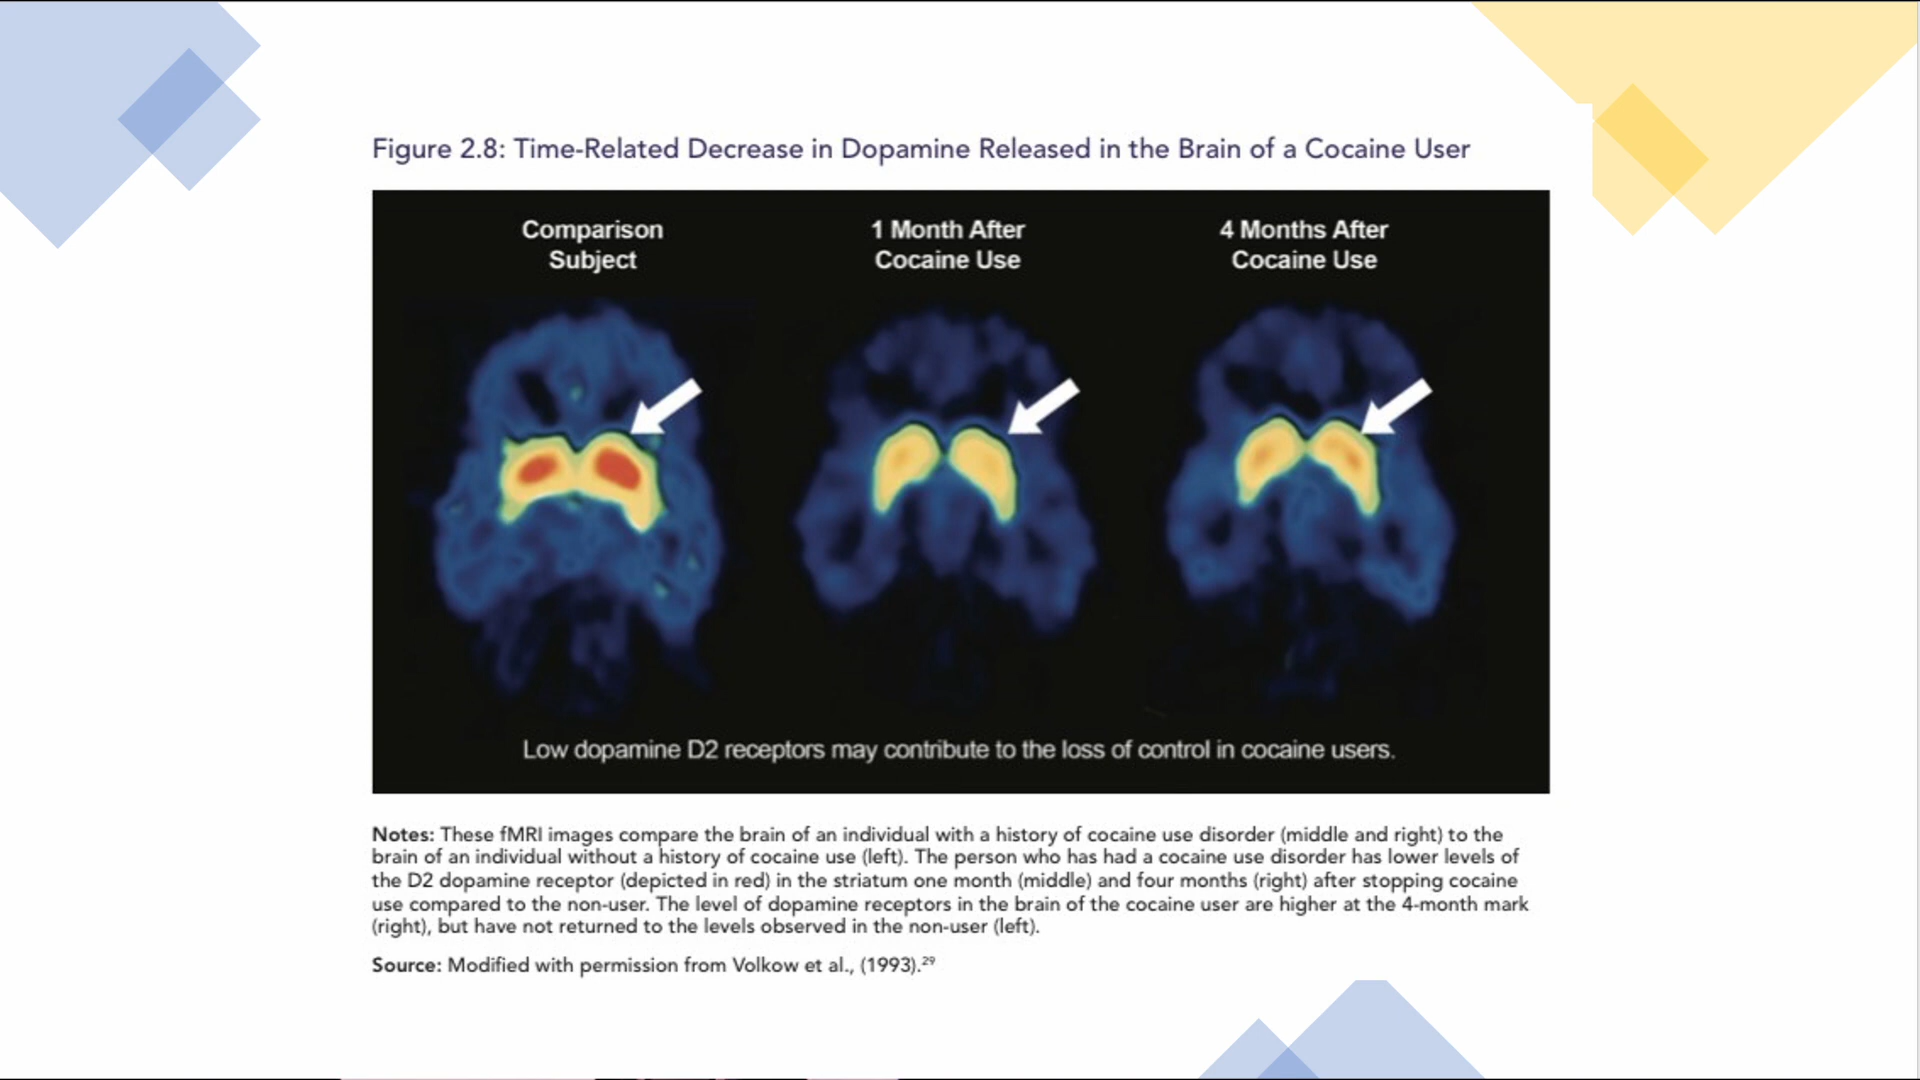 Figure 2.8: Time-Related Decrease in Dopamine Released in the Brain of a Cocaine User
Comparison
Subject
1 Month After
Cocaine Use
4 Months After
Cocaine Use
Low dopamine D2 receptors may contribute to the loss of control in cocaine users.
Notes: These fMRI images compare the brain of an individual with a history of cocaine use disorder (middle and right) to the
brain of an individual without a history of cocaine use (left). The person who has had a cocaine use disorder has lower levels of
the D2 dopamine receptor (depicted in red) in the striatum one month (middle) and four months (right) after stopping cocaine
use compared to the non-user. The level of dopamine receptors in the brain of the cocaine user are higher at the 4-month mark
(right), but have not returned to the levels observed in the non-user (left).
Source: Modified with permission from Volkow et al., (1993).29